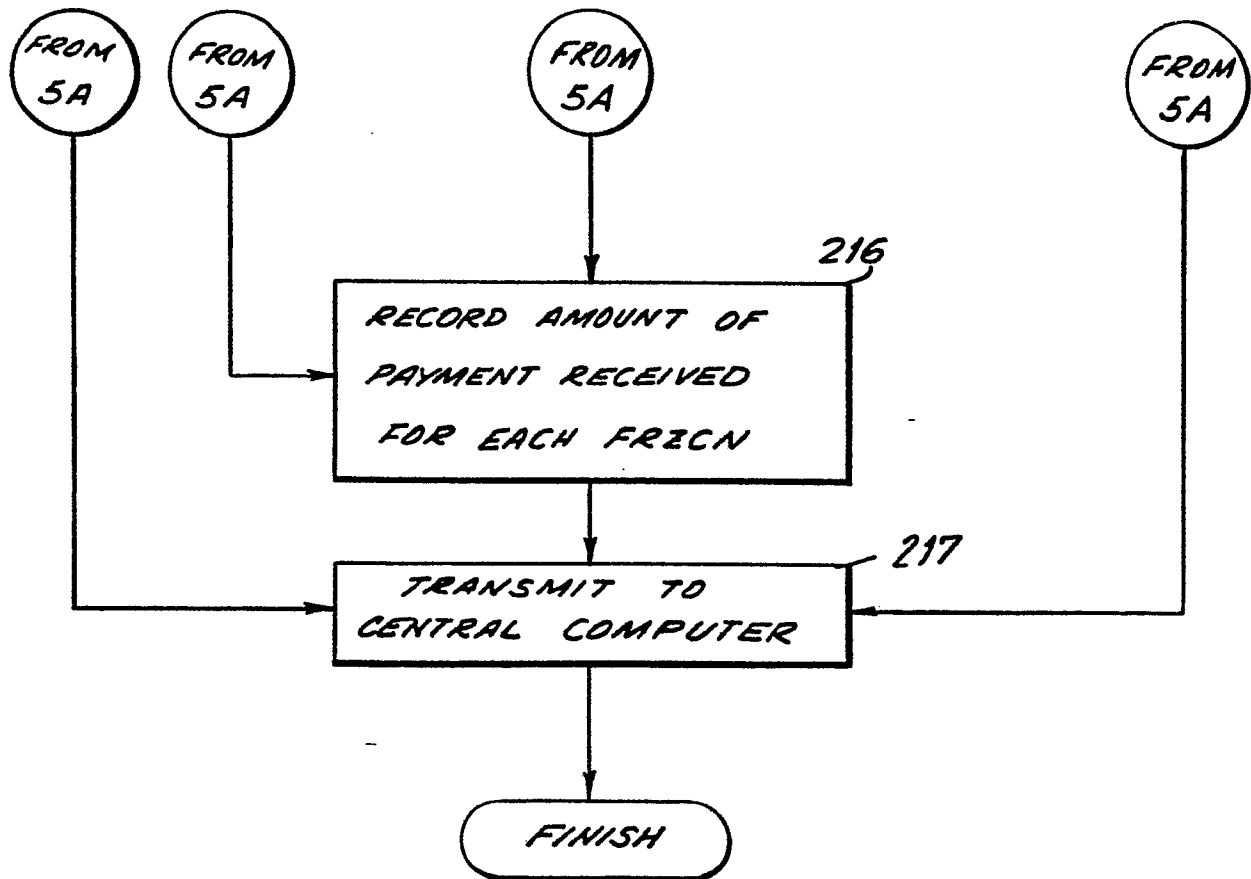 FROM
5A
FROM
5A
FROM
5A
FROM
5A
216
RECORD AMOUNT OF
PAYMENT RECEIVED
FOR EACH FRZCN
217
TRANSMIT TO
CENTRAL COMPUTER
FINISH